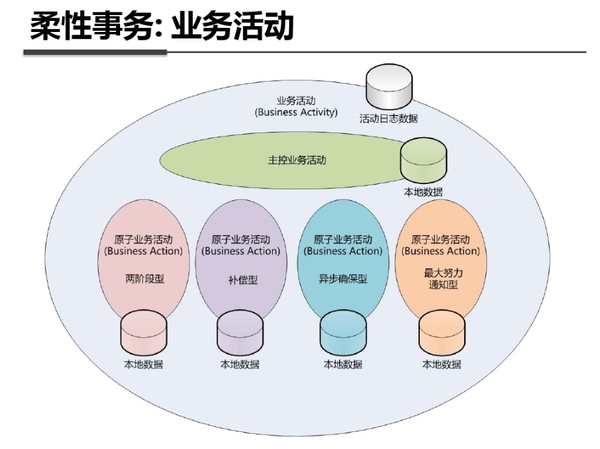 柔性事务: 业务活动
业务活动
(Business Activity)
活动日志数据
主控业务活动
本地数据
原子业务活动
(Business Action)
两阶段型
本地数据
原子业务活动
(Business Action)
补偿型
本地数据
原子业务活动
(Business Action)
异步确保型
本地数据
原子业务活动
(Business Action)
最大努力
通知型
本地数据